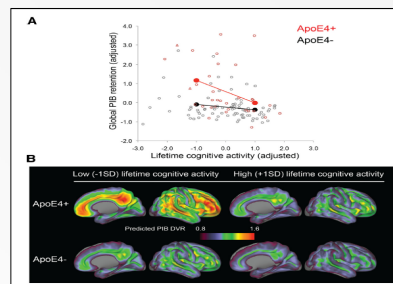 A
ApoE4+
ApoE4-
Global PIB retention (adjusted)
4.0
3.0
2.0
1.0
0.0
-1.0
-2.0
-3.0 -2.0 -1.0 0.0 1.0 2.0 3.0
Lifetime cognitive activity (adjusted)
B
Low (-1SD) lifetime cognitive activity High (+1SD) lifetime cognitive activity
ApoE4+
Predicted PIB DVR
0.8 1.6
ApoE4-